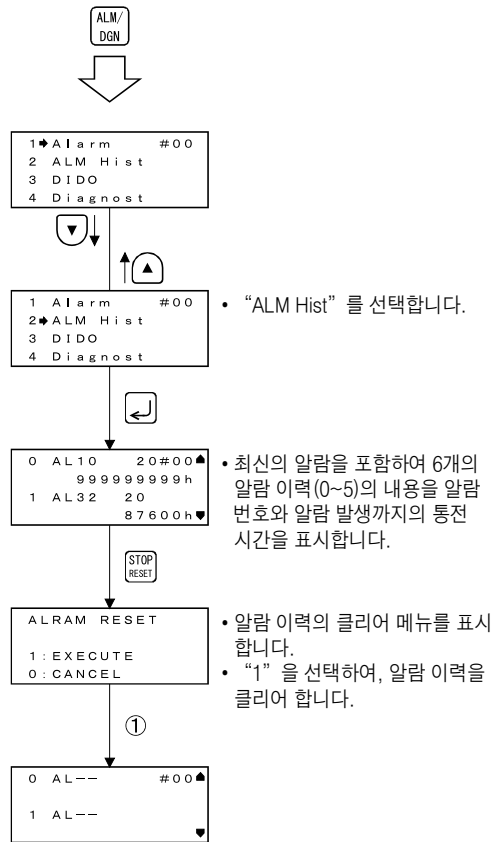 ALM/
DGN
1➡Alarm #00
2 ALM Hist
3 DIDO
4 Diagnost
▼
▲
1 Alarm #00
2➡ALM Hist
3 DIDO
4 Diagnost
• “ALM Hist”를 선택합니다.
0 AL10 20#00
999999999h
1 AL32 20
87600h
• 최신의 알람을 포함하여 6개의
알람 이력(0~5)의 내용을 알람
번호와 알람 발생까지의 통전
시간을 표시합니다.
STOP
RESET
ALRAM RESET
1:EXECUTE
0:CANCEL
• 알람 이력의 클리어 메뉴를 표시
합니다.
• “1”을 선택하여, 알람 이력을
클리어 합니다.
①
0 AL–– #00
1 AL––